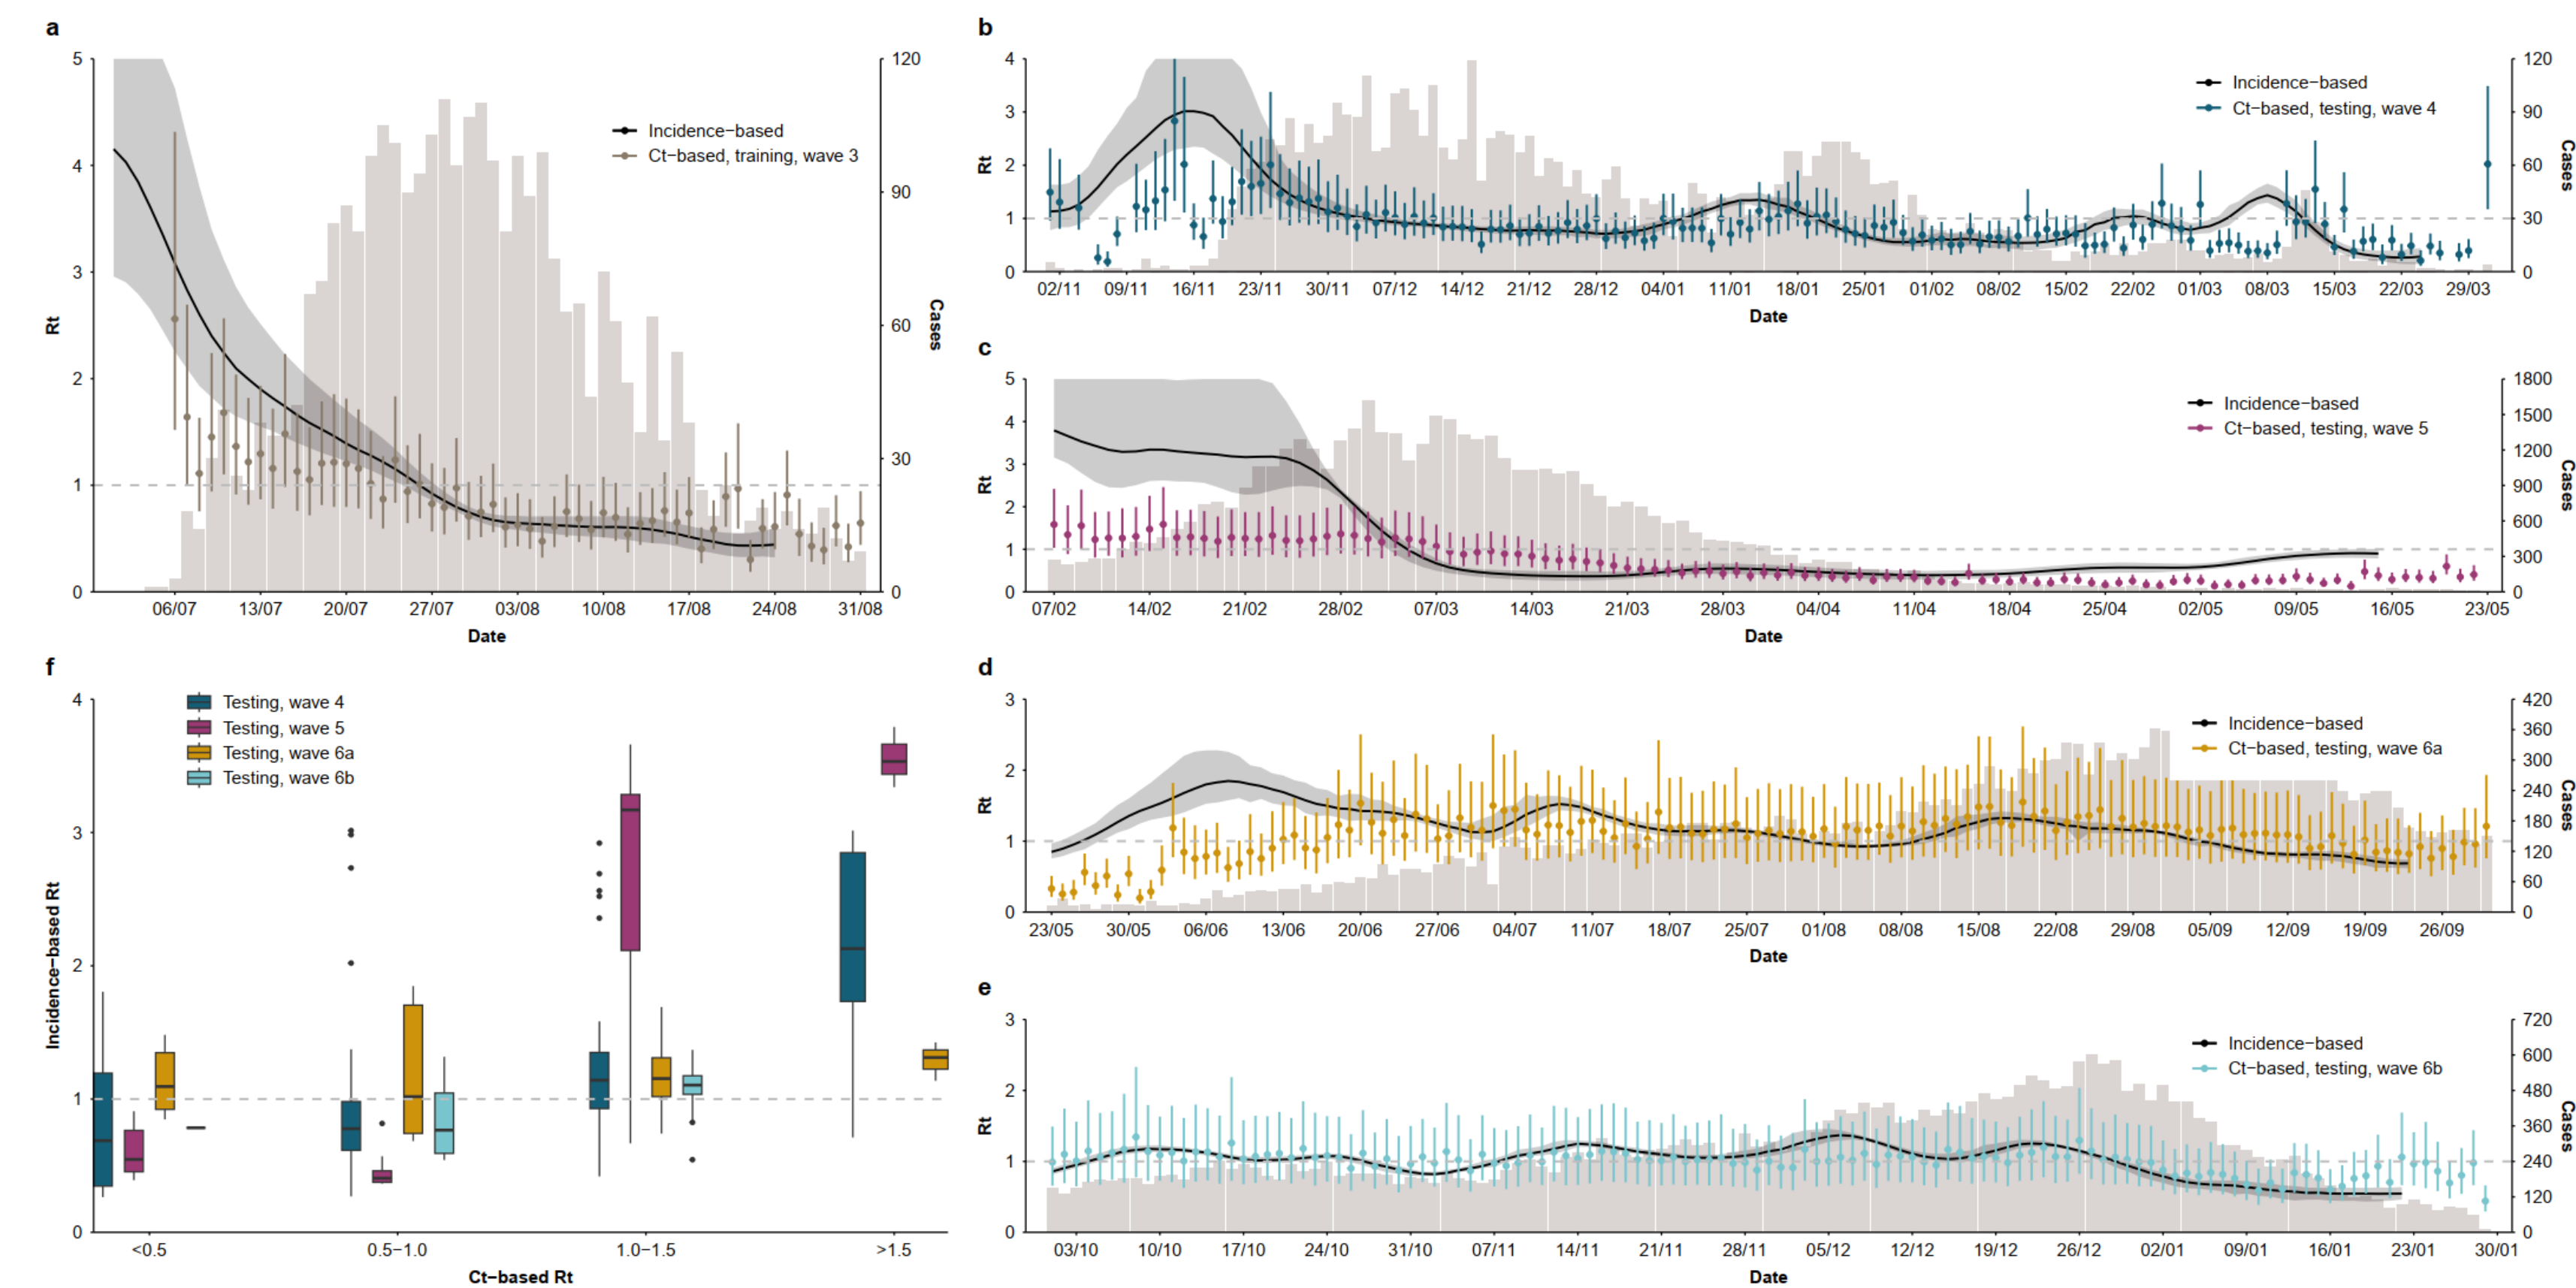 a
5
4
3
2
1
0
Rt
120
90
60
30
0
Cases
Incidence−based
Ct−based, training, wave 3
06/07 13/07 20/07 27/07 03/08 10/08 17/08 24/08 31/08
Date
b
4
3
2
1
0
Rt
120
90
60
30
0
Cases
Incidence−based
Ct−based, testing, wave 4
02/11 09/11 16/11 23/11 30/11 07/12 14/12 21/12 28/12 04/01 11/01 18/01 25/01 01/02 08/02 15/02 22/02 01/03 08/03 15/03 22/03 29/03
Date
c
5
4
3
2
1
0
Rt
1800
1500
1200
900
600
300
0
Cases
Incidence−based
Ct−based, testing, wave 5
07/02 14/02 21/02 28/02 07/03 14/03 21/03 28/03 04/04 11/04 18/04 25/04 02/05 09/05 16/05 23/05
Date
f
4
3
2
1
0
Incidence−based Rt
Testing, wave 4
Testing, wave 5
Testing, wave 6a
Testing, wave 6b
<0.5 0.5−1.0 1.0−1.5 >1.5
Ct−based Rt
d
3
2
1
0
Rt
420
360
300
240
180
120
60
0
Cases
Incidence−based
Ct−based, testing, wave 6a
23/05 30/05 06/06 13/06 20/06 27/06 04/07 11/07 18/07 25/07 01/08 08/08 15/08 22/08 29/08 05/09 12/09 19/09 26/09
Date
e
3
2
1
0
Rt
720
600
480
360
240
120
0
Cases
Incidence−based
Ct−based, testing, wave 6b
03/10 10/10 17/10 24/10 31/10 07/11 14/11 21/11 28/11 05/12 12/12 19/12 26/12 02/01 09/01 16/01 23/01 30/01
Date